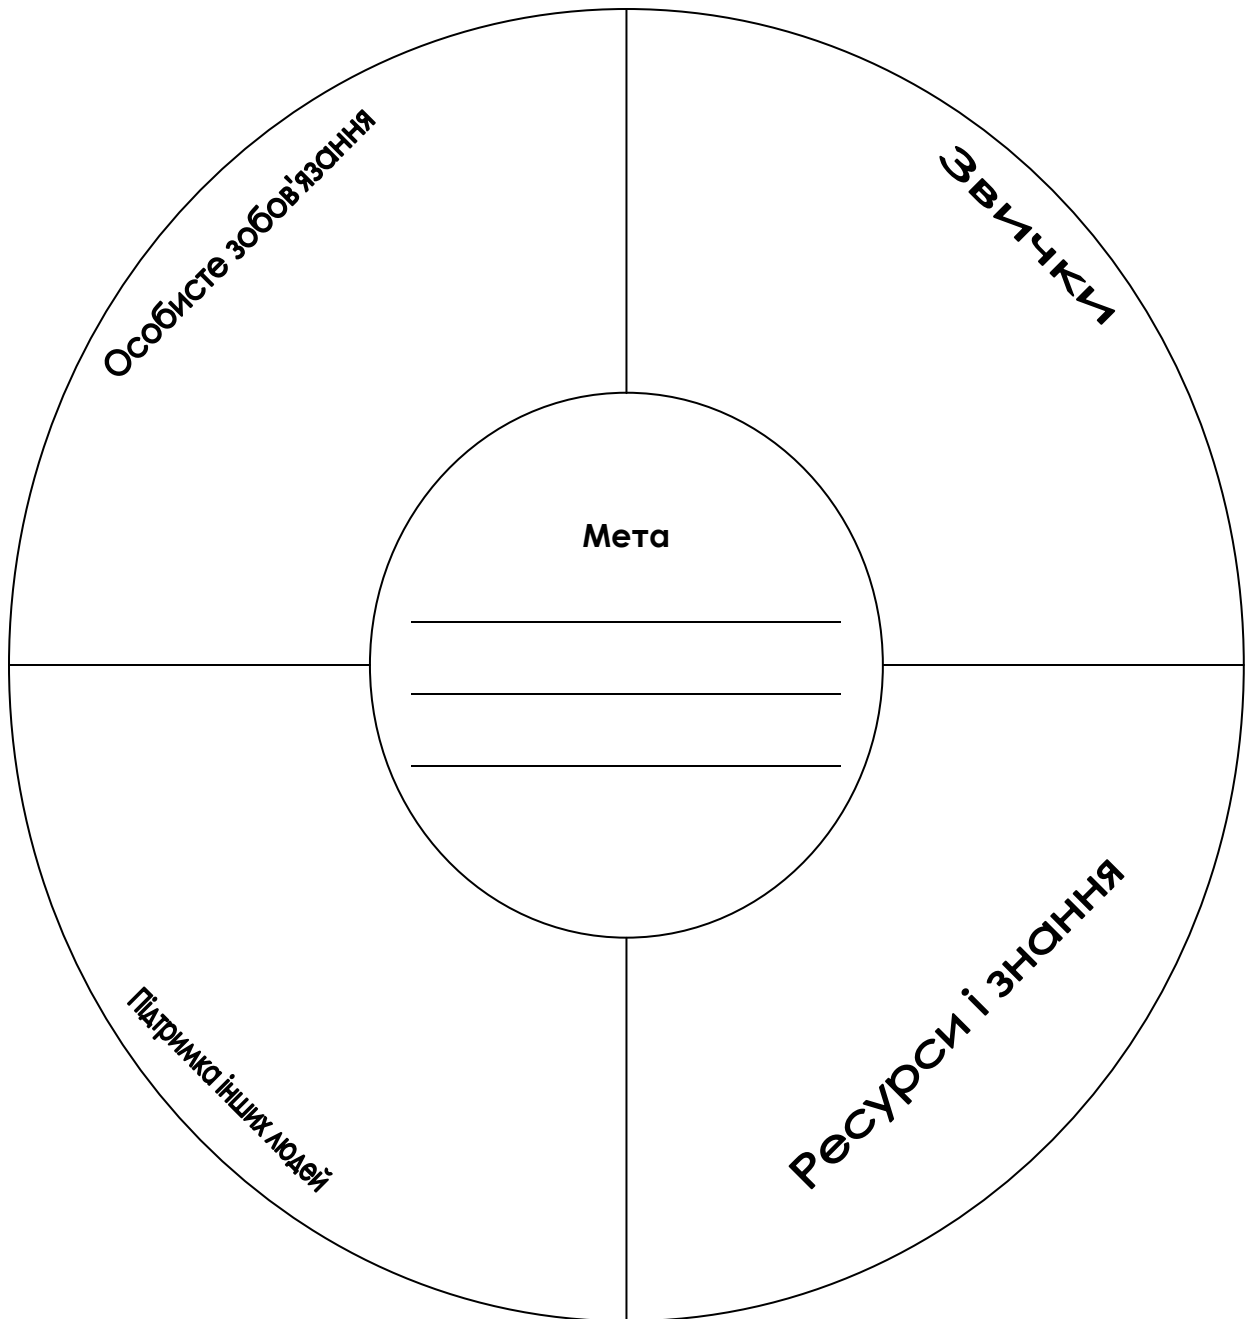 Особисте зобов'язання
Звички
Мета
Підтримка інших людей
Ресурси і знання